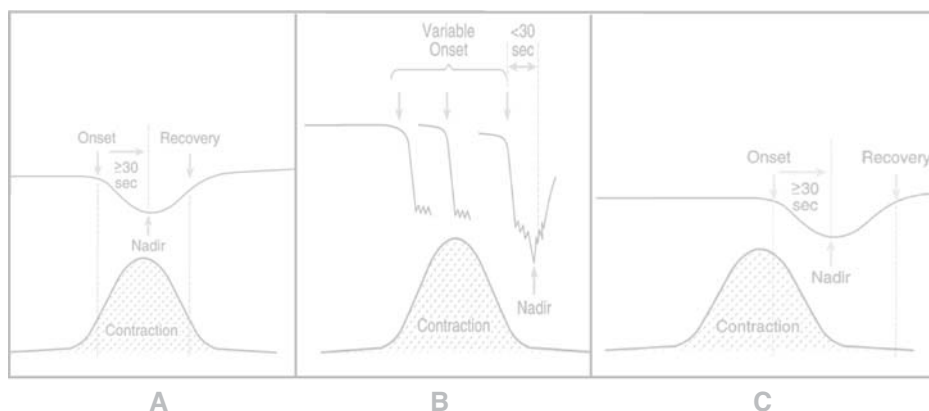 Onset
Recovery
≥30
sec
Nadir
Contraction
Variable
Onset
<30
sec
Nadir
Contraction
Onset
Recovery
≥30
sec
Nadir
Contraction
A
B
C